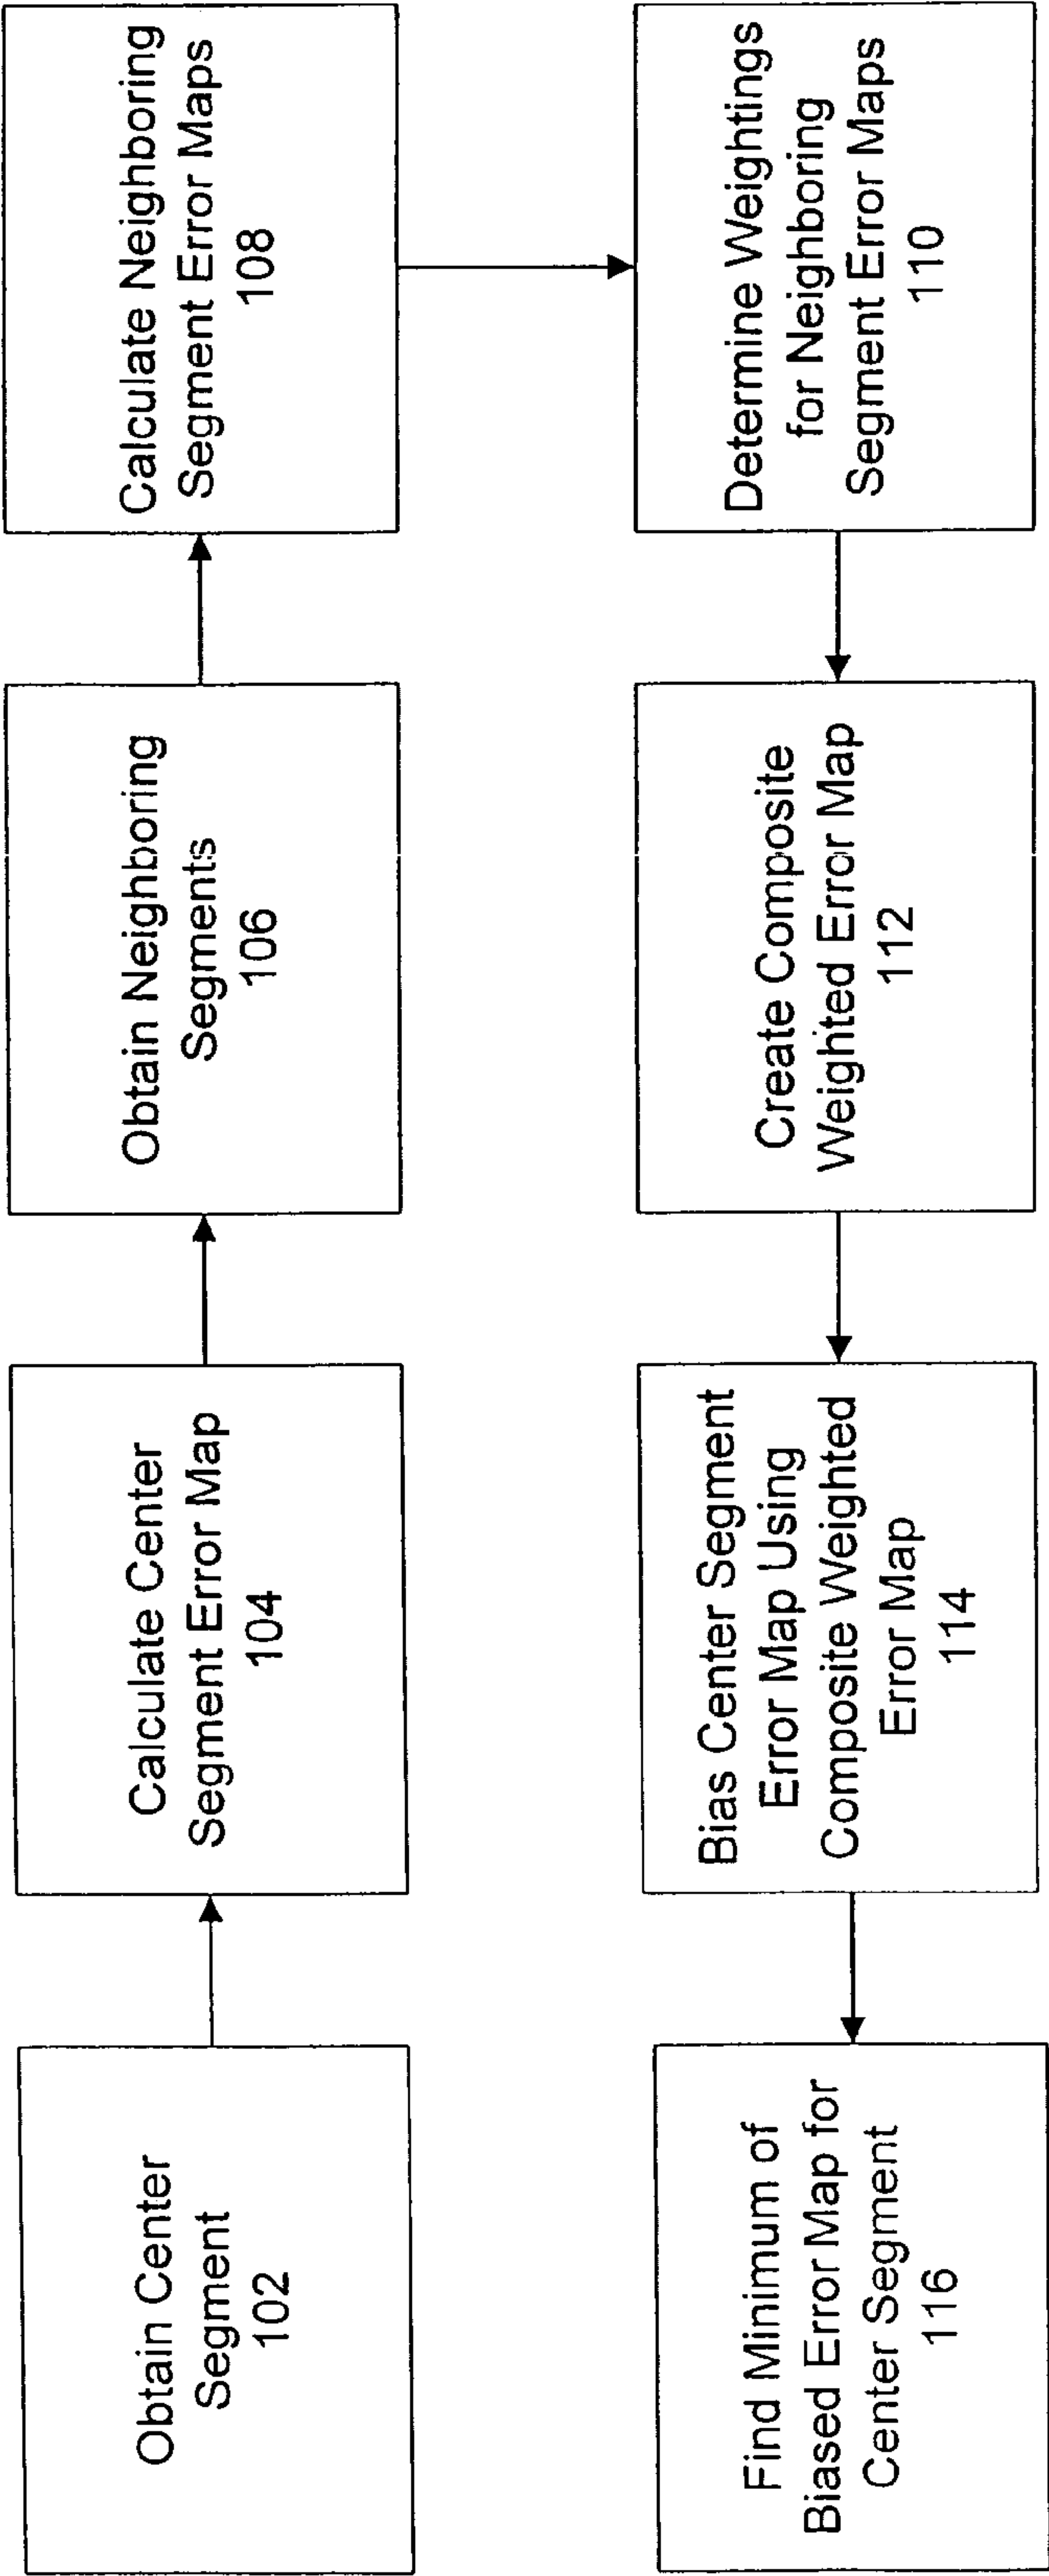 Obtain Center
Segment
102
Calculate Center
Segment Error Map
104
Obtain Neighboring
Segments
106
Calculate Neighboring
Segment Error Maps
108
Determine Weightings
for Neighboring
Segment Error Maps
110
Create Composite
Weighted Error Map
112
Bias Center Segment
Error Map Using
Composite Weighted
Error Map
114
Find Minimum of
Biased Error Map for
Center Segment
116